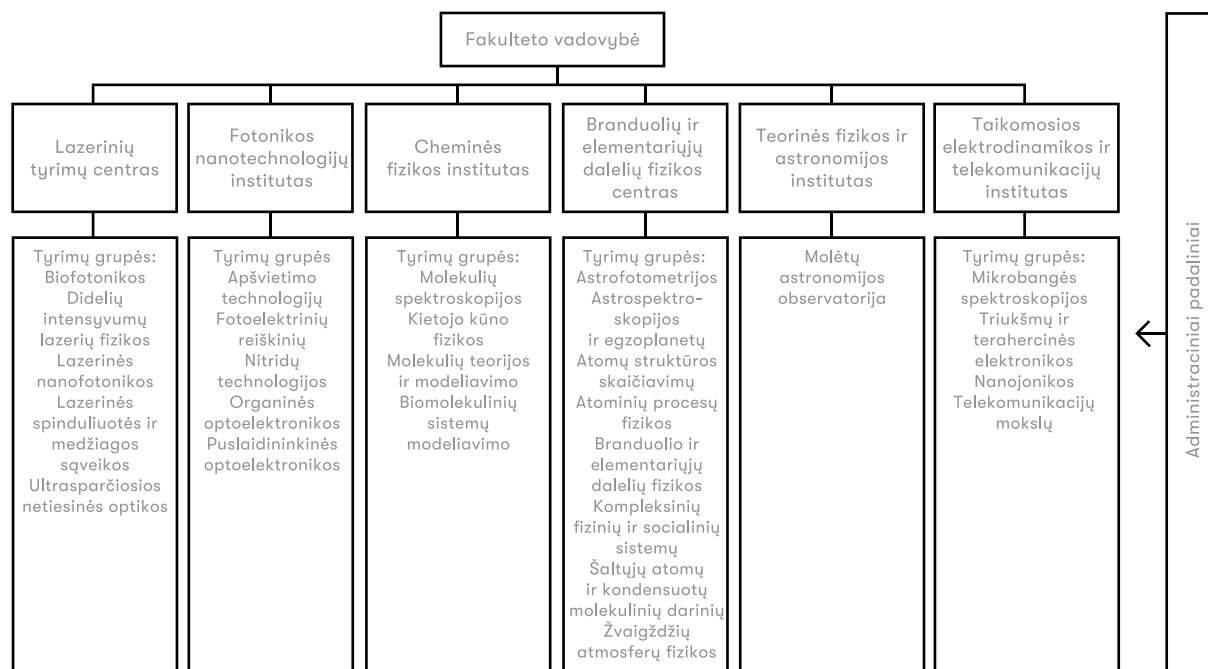 Fakulteto vadovybė
Lazerinių
tyrimų centras
Fotonikos
nanotechnologijų
institutas
Cheminės
fizikos institutas
Branduolių ir
elementariųjų
dalelių fizikos
centras
Teorinės fizikos ir
astronomijos
institutas
Taikomosios
elektrodinamikos ir
telekomunikacijų
institutas
Tyrimų grupės:
Biofotonikos
Didelių
intensyvumų
lazerių fizikos
Lazerinės
nanofotonikos
Lazerinės
spinduliuotės ir
medžiagos
sąveikos
Ultrasparčiosios
netiesinės optikos
Tyrimų grupės
Apšvietimo
technologijų
Fotoelektrinių
reiškinių
Nitridų
technologijos
Organinės
optoelektronikos
Puslaidininkinės
optoelektronikos
Tyrimų grupės:
Molekulių
spektroskopijos
Kietojo kūno
fizikos
Molekulių teorijos
ir modeliavimo
Biomolekulinių
sistemų
modeliavimo
Tyrimų grupės:
Astrofotometrijos
Astrospektro-
skopijos
ir egzoplanetų
Atomų struktūros
skaičiavimų
Atominių procesų
fizikos
Branduolio ir
elementariųjų
dalelių fizikos
Kompleksinių
fizinių ir socialinių
sistemų
Šaltųjų atomų
ir kondensuotų
molekulinių darinių
Žvaigždžių
atmosferų fizikos
Molėtų
astronomijos
observatorija
Tyrimų grupės:
Mikrobangės
spektroskopijos
Triukšmų ir
terahercinės
elektronikos
Nanojonikos
Telekomunikacijų
mokslų
Administraciniai padaliniai